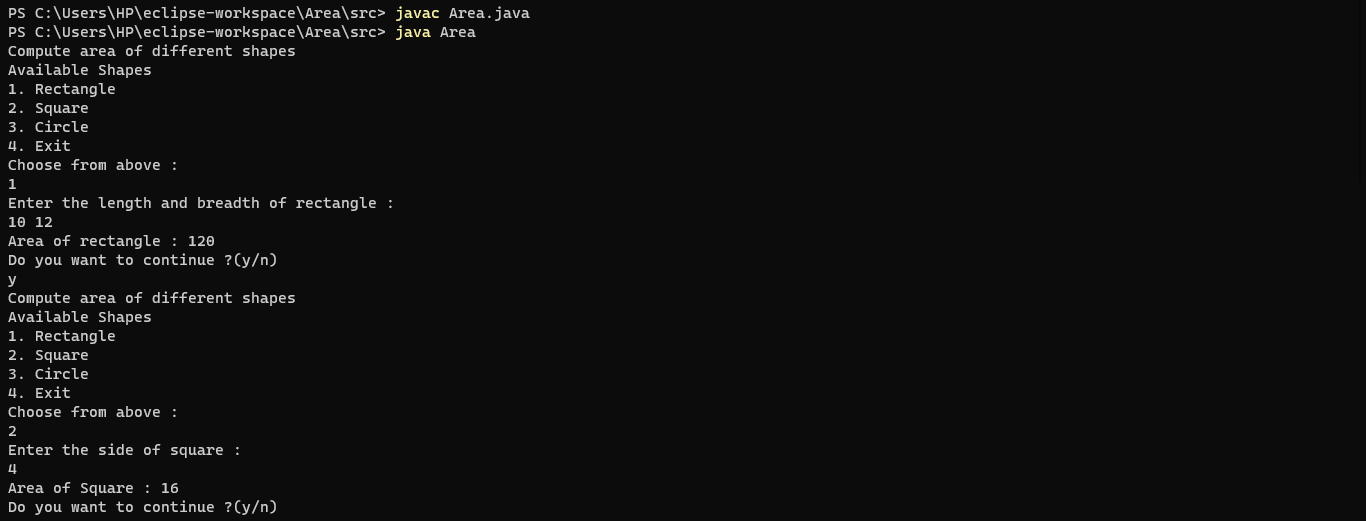 PS C:\Users\HP\eclipse-workspace\Area\src> javac Area.java
PS C:\Users\HP\eclipse-workspace\Area\src> java Area
Compute area of different shapes
Available Shapes
1. Rectangle
2. Square
3. Circle
4. Exit
Choose from above :
1
Enter the length and breadth of rectangle :
10 12
Area of rectangle : 120
Do you want to continue ?(y/n)
y
Compute area of different shapes
Available Shapes
1. Rectangle
2. Square
3. Circle
4. Exit
Choose from above :
2
Enter the side of square :
4
Area of Square : 16
Do you want to continue ?(y/n)